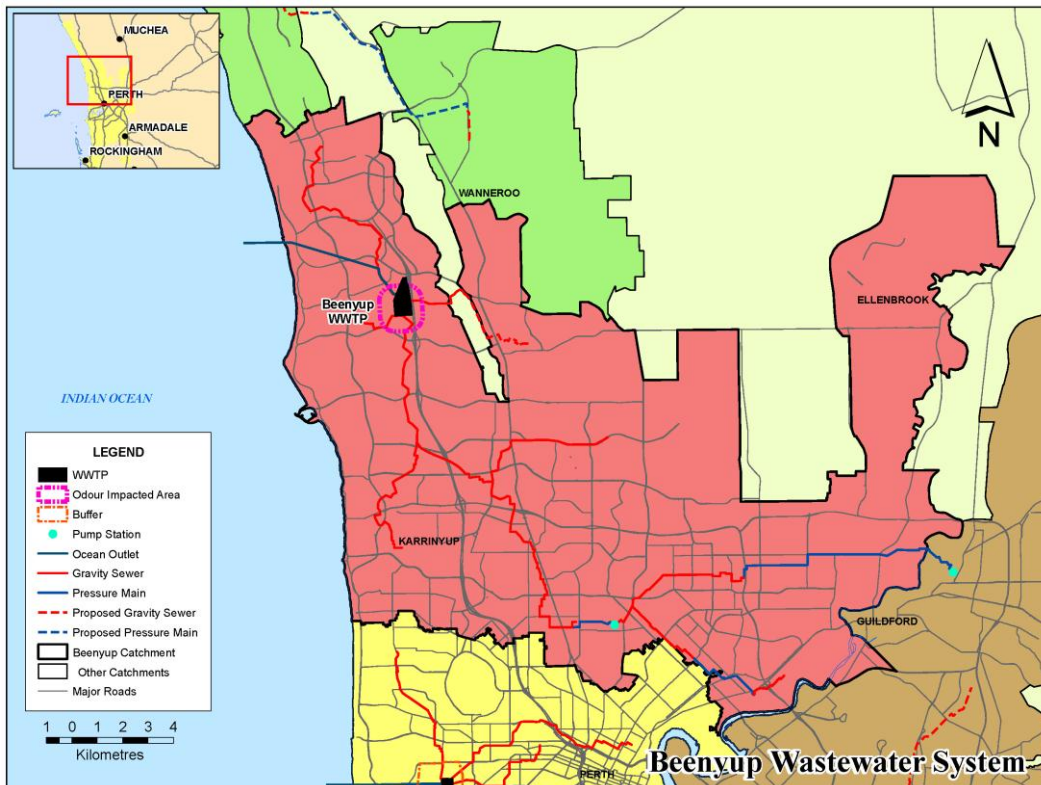 MUCHEA
PERTH
ARMADALE
ROCKINGHAM
N
WANNEROO
ELLENBROOK
Beenyup
WWTP
INDIAN OCEAN
LEGEND
WWTP
Odour Impacted Area
Buffer
Pump Station
Ocean Outlet
Gravity Sewer
Pressure Main
Proposed Gravity Sewer
Proposed Pressure Main
Beenyup Catchment
Other Catchments
Major Roads
1 0 1 2 3 4
Kilometres
KARRINYUP
GUILDFORD
PERTH
Beenyup Wastewater System